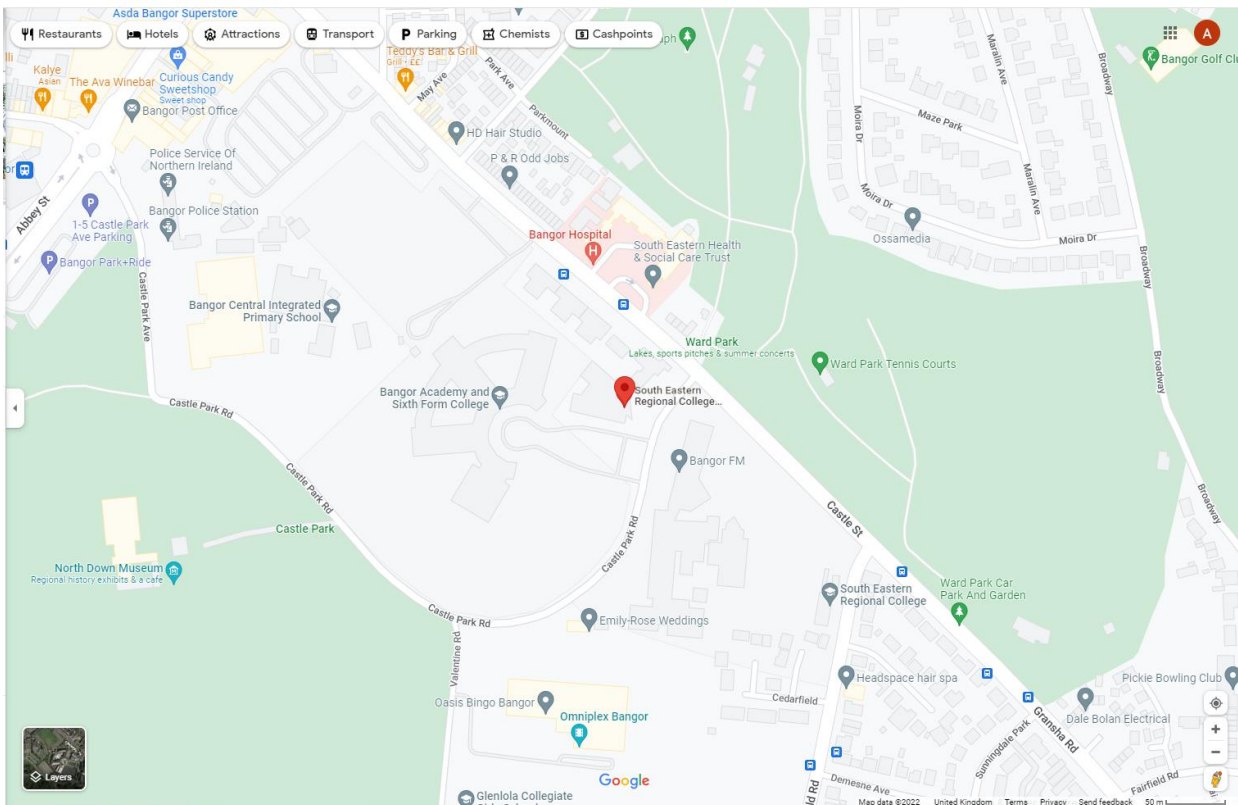 Asda Bangor Superstore
Restaurants
Hotels
Attractions
Transport
Parking
Chemists
Cashpoints
A
Kalye
Asian
The Ava Winebar
Curious Candy
Sweetshop
Sweet shop
Bangor Post Office
Teddy's Bar & Grill
Grill · ££
May Ave
Park Ave
Parkmount
HD Hair Studio
P & R Odd Jobs
Police Service Of
Northern Ireland
Bangor Police Station
Abbey St
P
1-5 Castle Park
Ave Parking
P
Bangor Park+Ride
Castle Park Ave
Bangor Hospital
H
South Eastern Health
& Social Care Trust
Bangor Central Integrated
Primary School
Bangor Academy and
Sixth Form College
Ward Park
Lakes, sports pitches & summer concerts
South Eastern
Regional College...
Ward Park Tennis Courts
Bangor FM
Moira Dr
Maze Park
Maralin Ave
Maralin Ave
Moira Dr
Ossamedia
Moira Dr
Broadway
Broadway
Broadway
Broadway
Bangor Golf Clu
Castle Park Rd
Castle Park Rd
Castle Park
Castle Park Rd
Castle Park Rd
North Down Museum
Regional history exhibits & a cafe
Castle St
South Eastern
Regional College
Ward Park Car
Park And Garden
Emily-Rose Weddings
Valentine Rd
Oasis Bingo Bangor
Omniplex Bangor
Headspace hair spa
Cedarfield
Pickie Bowling Club
Dale Bolan Electrical
Gransha Rd
Sunningdale Park
Fairfield Rd
Demesne Ave
Glenlola Collegiate
Layers
Google
Map data ©2022 United Kingdom Terms Privacy Send feedback 50 m